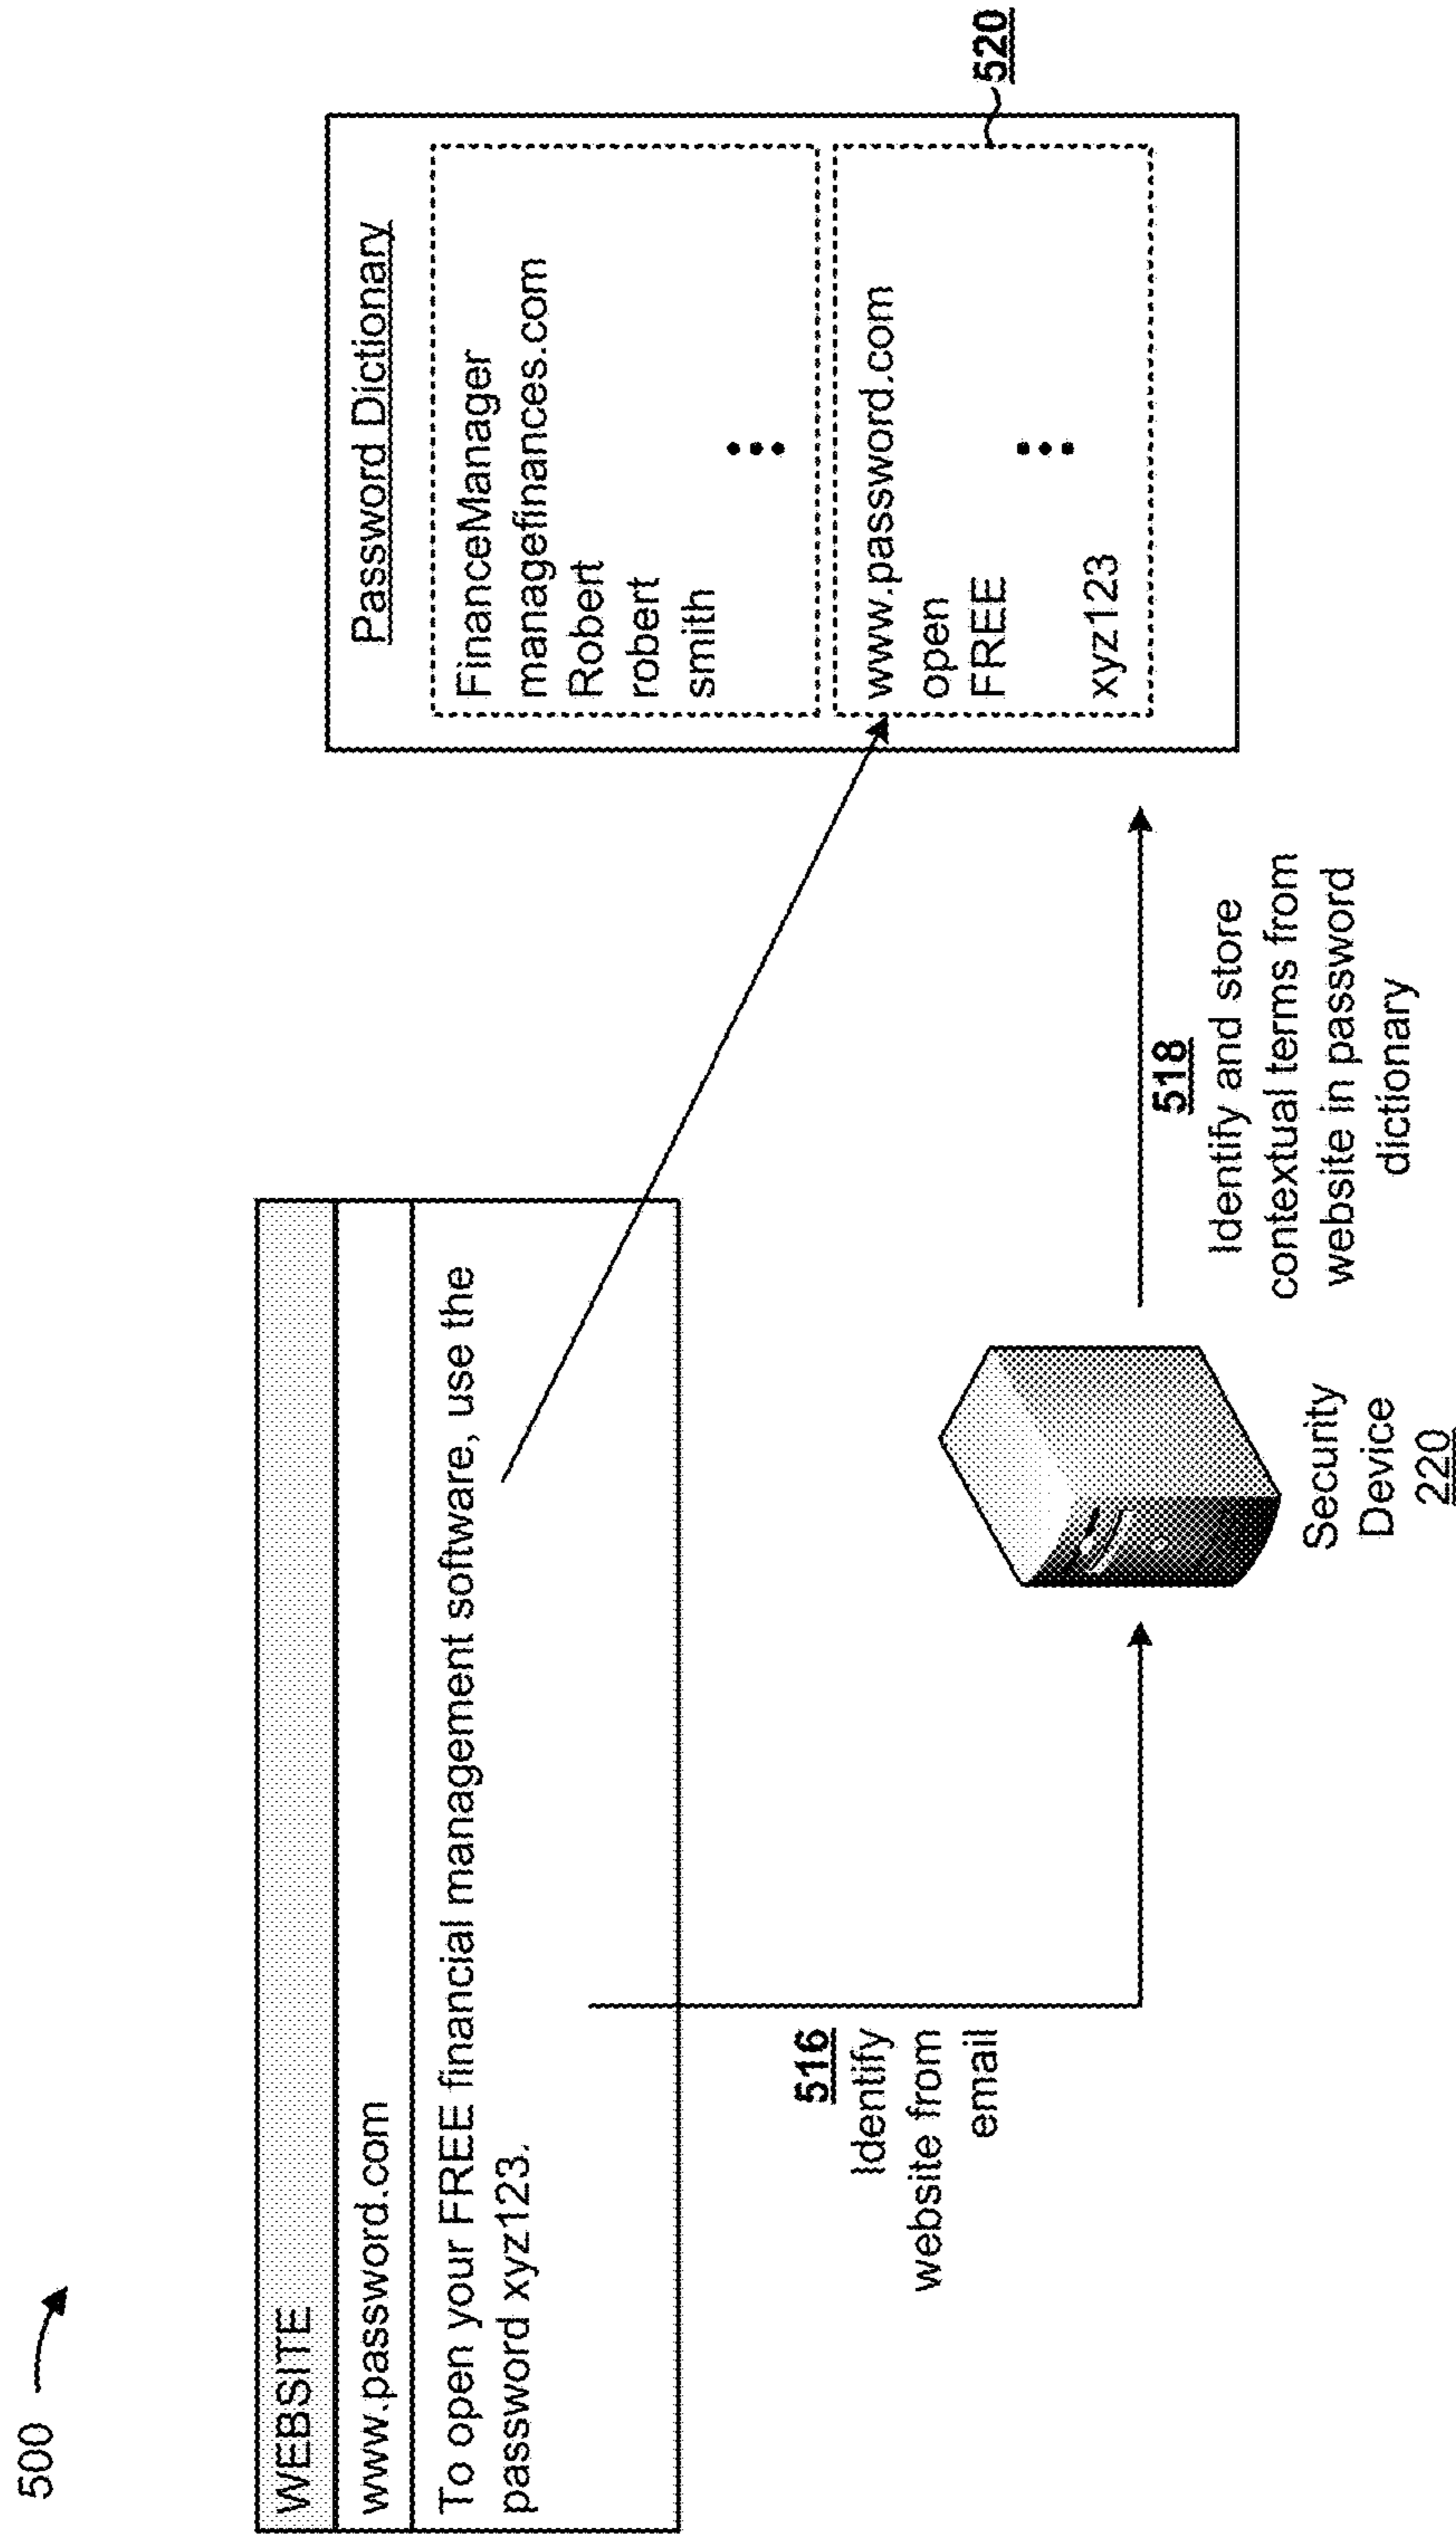 500
WEBSITE
www.password.com
To open your FREE financial management software, use the
password xyz123.
516
Identify
website from
email
Security
Device
220
518
Identify and store
contextual terms from
website in password
dictionary
Password Dictionary
FinanceManager
managefinances.com
Robert
robert
smith
www.password.com
open
FREE
xyz123
520